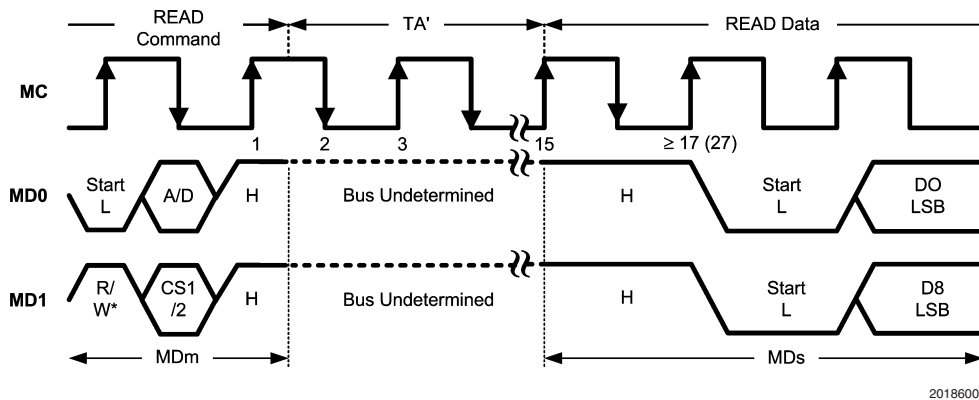 READ
Command
TA'
READ Data
MC
1
2
3
15
≥ 17 (27)
MD0
Start
L
A/D
H
Bus Undetermined
H
Start
L
DO
LSB
MD1
R/
W*
CS1
/2
H
Bus Undetermined
H
Start
L
D8
LSB
MDm
MDs
2018600